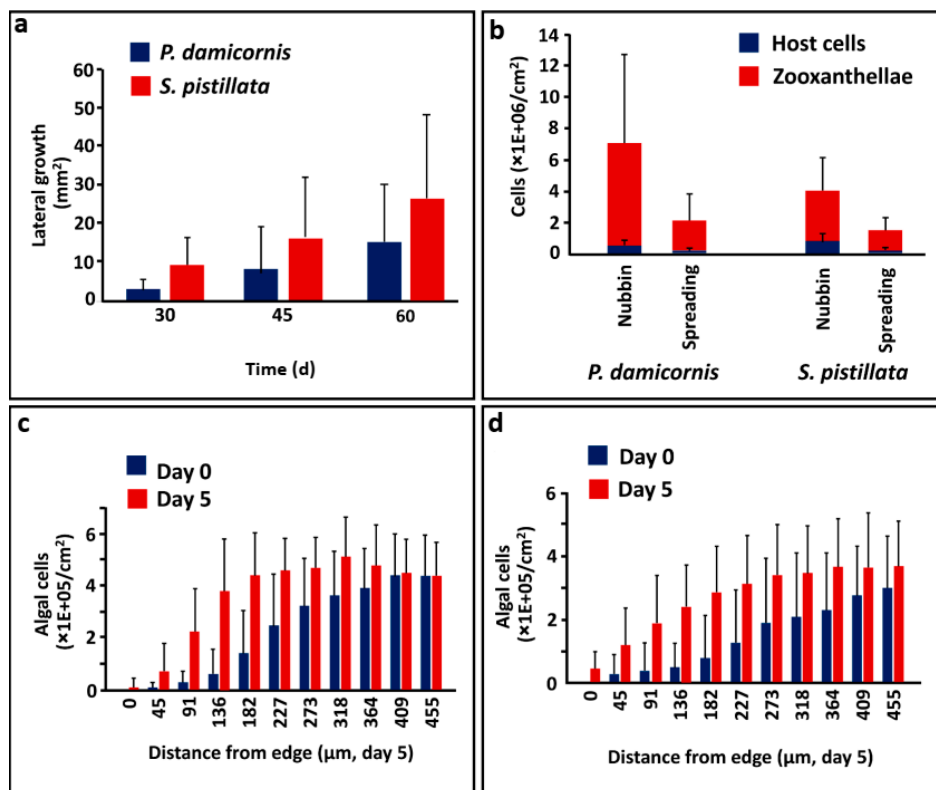 a
P. damicornis
S. pistillata
60
50
40
30
20
10
0
Lateral growth
(mm²)
30 45 60
Time (d)
b
Host cells
Zooxanthellae
14
12
10
8
6
4
2
0
Cells (×1E+06/cm²)
Nubbin
Spreading
Nubbin
Spreading
P. damicornis S. pistillata
c
Day 0
Day 5
6
4
2
0
Algal cells
(×1E+05/cm²)
0 45 91 136 182 227 273 318 364 409 455
Distance from edge (μm, day 5)
d
Day 0
Day 5
6
4
2
0
Algal cells
(×1E+05/cm²)
0 45 91 136 182 227 273 318 364 409 455
Distance from edge (μm, day 5)